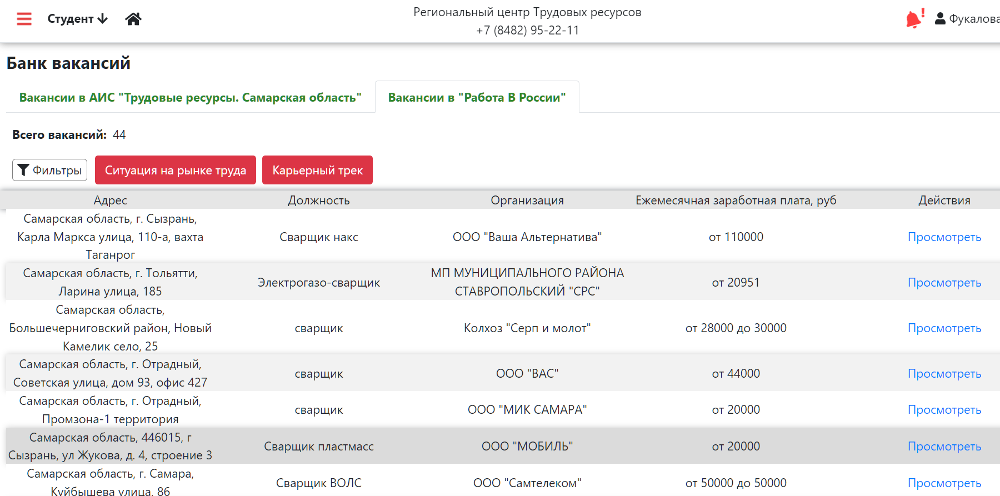 Студент
Региональный центр Трудовых ресурсов
+7 (8482) 95-22-11
Фукалова
Банк вакансий
Вакансии в АИС "Трудовые ресурсы. Самарская область"
Вакансии в "Работа В России"
Всего вакансий: 44
Фильтры
Ситуация на рынке труда
Карьерный трек
Адрес
Должность
Организация
Ежемесячная заработная плата, руб
Действия
Самарская область, г. Сызрань,
Карла Маркса улица, 110-а, вахта
Таганрог
Сварщик накс
ООО "Ваша Альтернатива"
от 110000
Просмотреть
Самарская область, г. Тольятти,
Ларина улица, 185
Электрогазо-сварщик
МП МУНИЦИПАЛЬНОГО РАЙОНА
СТАВРОПОЛЬСКИЙ "СРС"
от 20951
Просмотреть
Самарская область,
Большечерниговский район, Новый
Камелик село, 25
сварщик
Колхоз "Серп и молот"
от 28000 до 30000
Просмотреть
Самарская область, г. Отрадный,
Советская улица, дом 93, офис 427
сварщик
ООО "ВАС"
от 44000
Просмотреть
Самарская область, г. Отрадный,
Промзона-1 территория
сварщик
ООО "МИК САМАРА"
от 20000
Просмотреть
Самарская область, 446015, г
Сызрань, ул Жукова, д. 4, строение 3
Сварщик пластмасс
ООО "МОБИЛЬ"
от 20000
Просмотреть
Самарская область, г. Самара,
Куйбышева улица, 86
Сварщик ВОЛС
ООО "Самтелеком"
от 50000 до 50000
Просмотреть